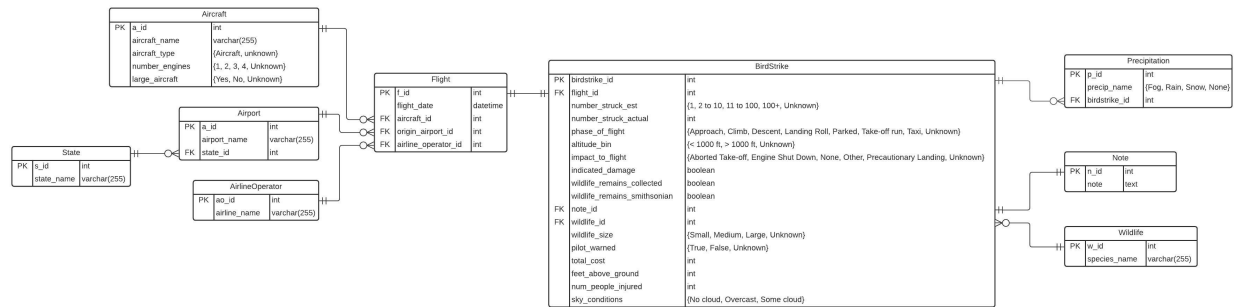 Aircraft
PK a_id int
aircraft_name varchar(255)
aircraft_type {Aircraft, unknown}
number_engines {1, 2, 3, 4, Unknown}
large_aircraft {Yes, No, Unknown}
Airport
PK a_id int
airport_name varchar(255)
FK state_id int
State
PK s_id int
state_name varchar(255)
AirlineOperator
PK ao_id int
airline_name varchar(255)
Flight
PK f_id int
flight_date datetime
FK aircraft_id int
FK origin_airport_id int
FK airline_operator_id int
BirdStrike
PK birdstrike_id int
FK flight_id int
number_struck_est {1, 2 to 10, 11 to 100, 100+, Unknown}
number_struck_actual int
phase_of_flight {Approach, Climb, Descent, Landing Roll, Parked, Take-off run, Taxi, Unknown}
altitude_bin {< 1000 ft, > 1000 ft, Unknown}
impact_to_flight {Aborted Take-off, Engine Shut Down, None, Other, Precautionary Landing, Unknown}
indicated_damage boolean
wildlife_remains_collected boolean
wildlife_remains_smithsonian boolean
FK note_id int
FK wildlife_id int
wildlife_size {Small, Medium, Large, Unknown}
pilot_warned {True, False, Unknown}
total_cost int
feet_above_ground int
num_people_injured int
sky_conditions {No cloud, Overcast, Some cloud}
Precipitation
PK p_id int
precip_name {Fog, Rain, Snow, None}
FK birdstrike_id int
Note
PK n_id int
note text
Wildlife
PK w_id int
species_name varchar(255)